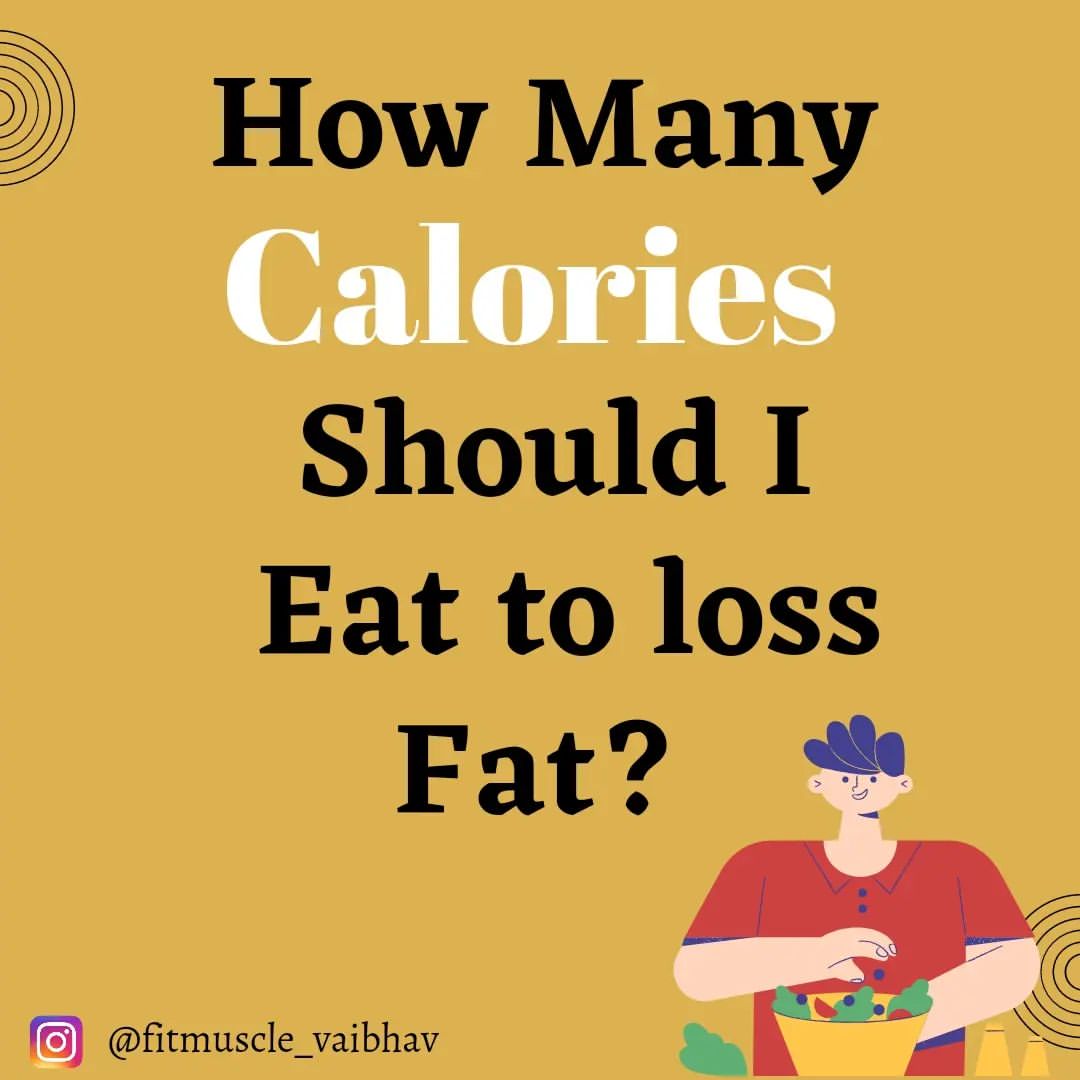 How Many
Calories
Should I
Eat to loss
Fat?
@fitmuscle_vaibhav